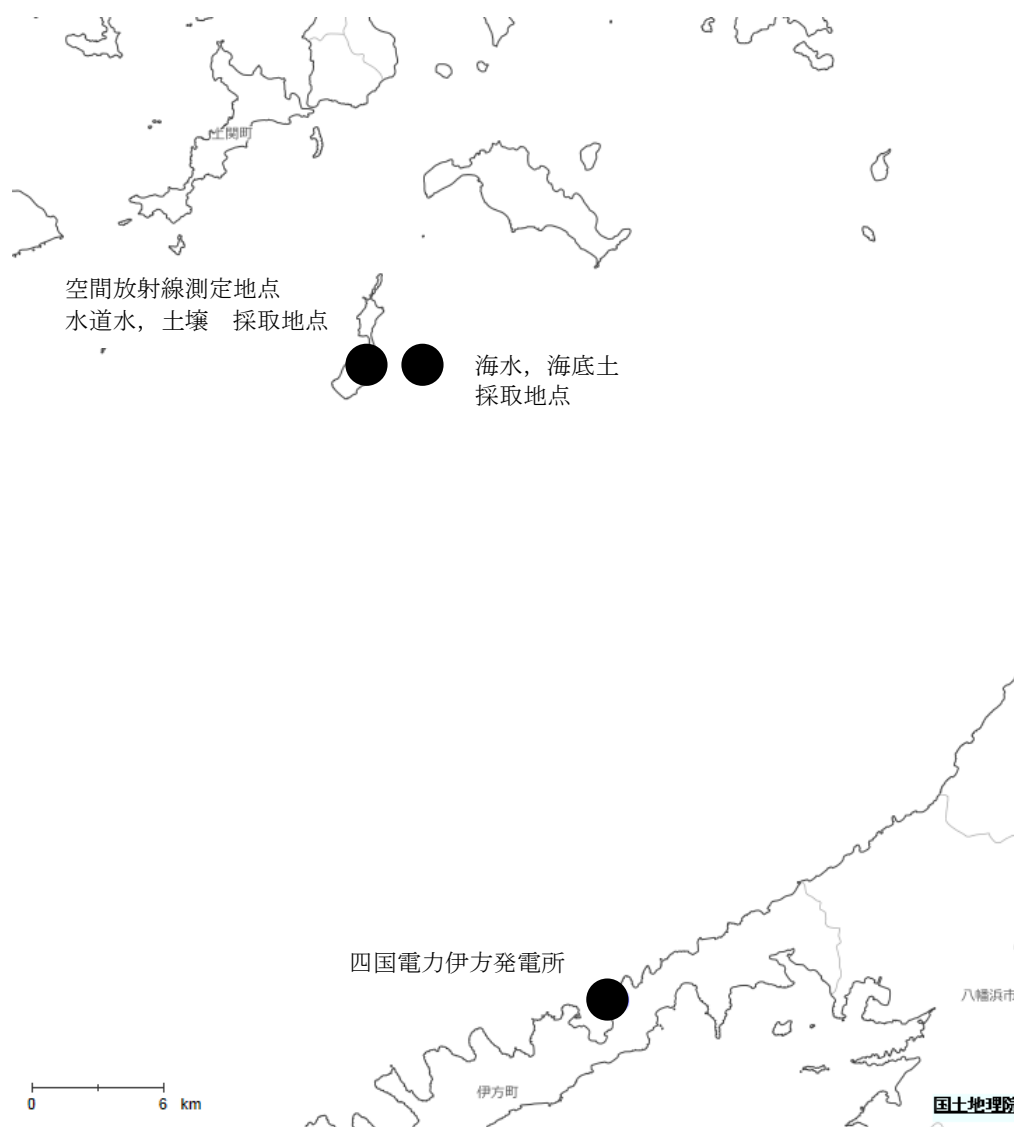 上関町
空間放射線測定地点
水道水，土壌　採取地点
海水，海底土
採取地点
四国電力伊方発電所
八幡浜市
伊方町
0 6 km
国土地理院